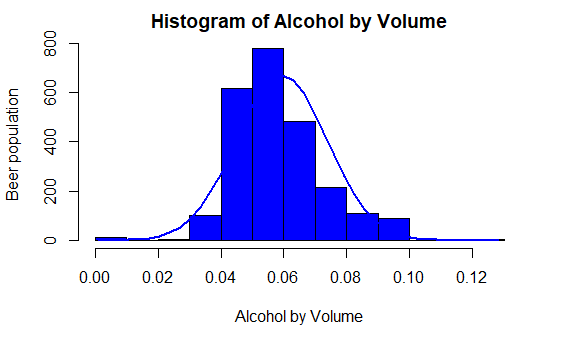 Histogram of Alcohol by Volume
Beer population
800
600
400
200
0
0.00 0.02 0.04 0.06 0.08 0.10 0.12
Alcohol by Volume